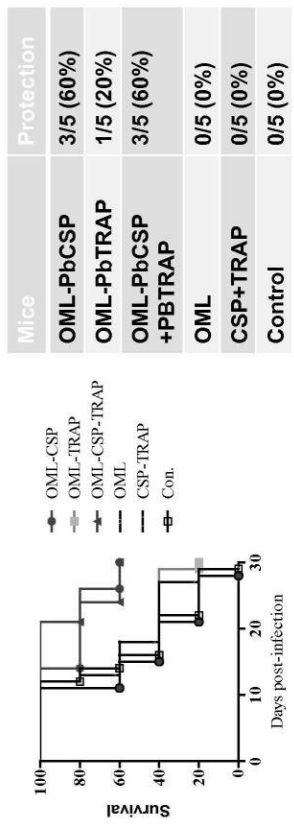 Survival
100
80
60
40
20
0
0
10
20
30
Days post-infection
OML-CSP
OML-TRAP
OML-CSP-TRAP
OML
CSP-TRAP
Con.
Mice Protection
OML-PbCSP 3/5 (60%)
OML-PbTRAP 1/5 (20%)
OML-PbCSP 3/5 (60%)
+PBTRAP
OML 0/5 (0%)
CSP+TRAP 0/5 (0%)
Control 0/5 (0%)